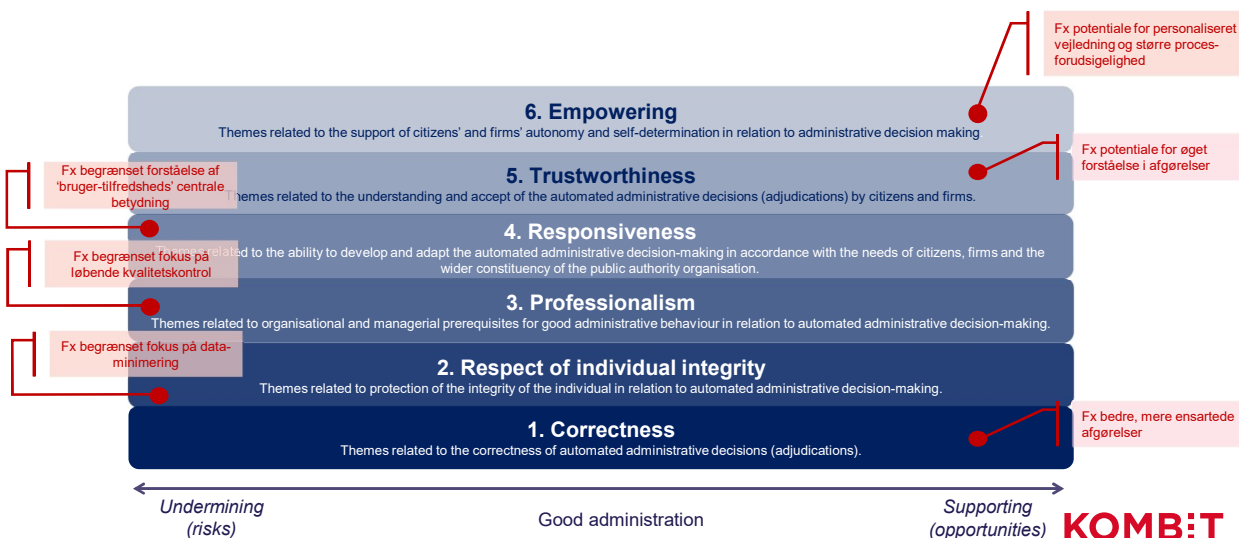 Fx potentiale for personaliseret
vejledning og større proces-
forudsigelighed
6. Empowering
Themes related to the support of citizens' and firms' autonomy and self-determination in relation to administrative decision making.
Fx potentiale for øget
forståelse i afgørelser
Fx begrænset forståelse af
'bruger-tilfredsheds' centrale
betydning
5. Trustworthiness
Themes related to the understanding and accept of the automated administrative decisions (adjudications) by citizens and firms.
4. Responsiveness
Themes related to the ability to develop and adapt the automated administrative decision-making in accordance with the needs of citizens, firms and the
wider constituency of the public authority organisation.
Fx begrænset fokus på
løbende kvalitetskontrol
3. Professionalism
Themes related to organisational and managerial prerequisites for good administrative behaviour in relation to automated administrative decision-making.
Fx begrænset fokus på data-
minimering
2. Respect of individual integrity
Themes related to protection of the integrity of the individual in relation to automated administrative decision-making.
1. Correctness
Themes related to the correctness of automated administrative decisions (adjudications).
Fx bedre, mere ensartede
afgørelser
Undermining
(risks)
Good administration
Supporting
(opportunities)
KOMBIT